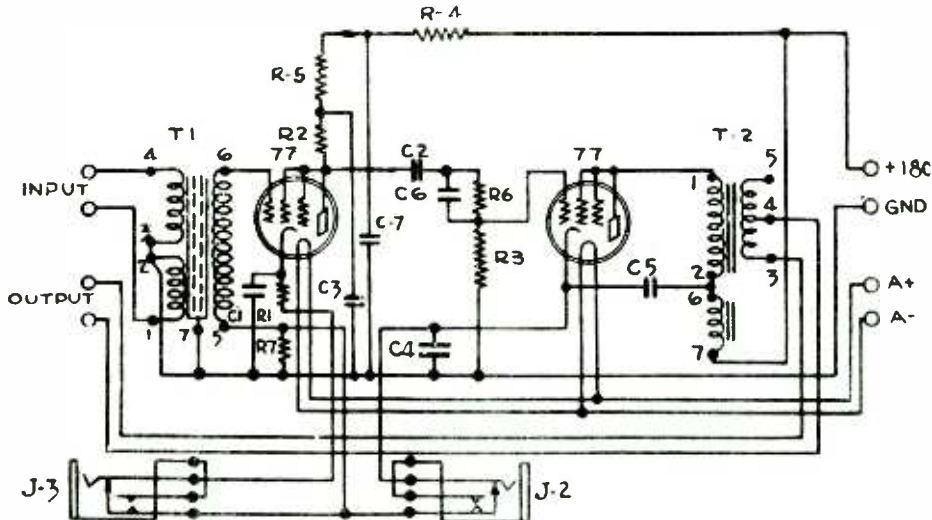 R-4
R-5
T1
R2
77
C2
C6
77
T-2
4
6
5
INPUT
R6
1
4
+180
GND
C-7
R3
3
2
C3
C5
2
6
OUTPUT
A+
A-
1
7
C1
R1
5
R7
C4
7
J-3
J-2